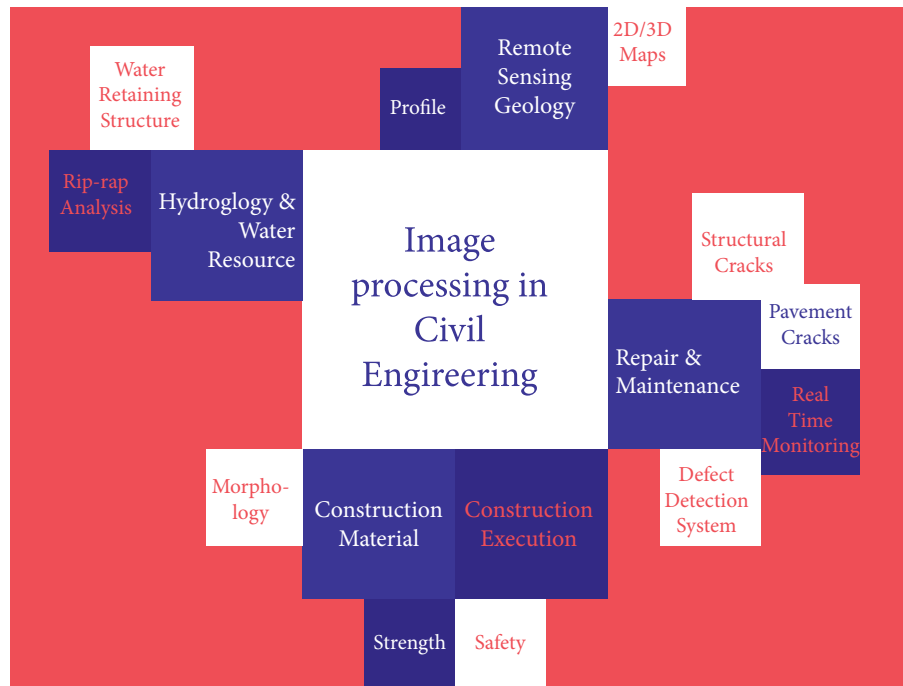 2D/3D
Maps
Remote
Sensing
Geology
Profile
Water
Retaining
Structure
Rip-rap
Analysis
Hydroglogy &
Water
Resource
Image
processing in
Civil
Engireering
Structural
Cracks
Pavement
Cracks
Repair &
Maintenance
Real
Time
Monitoring
Defect
Detection
System
Morpho-
logy
Construction
Material
Construction
Execution
Strength
Safety